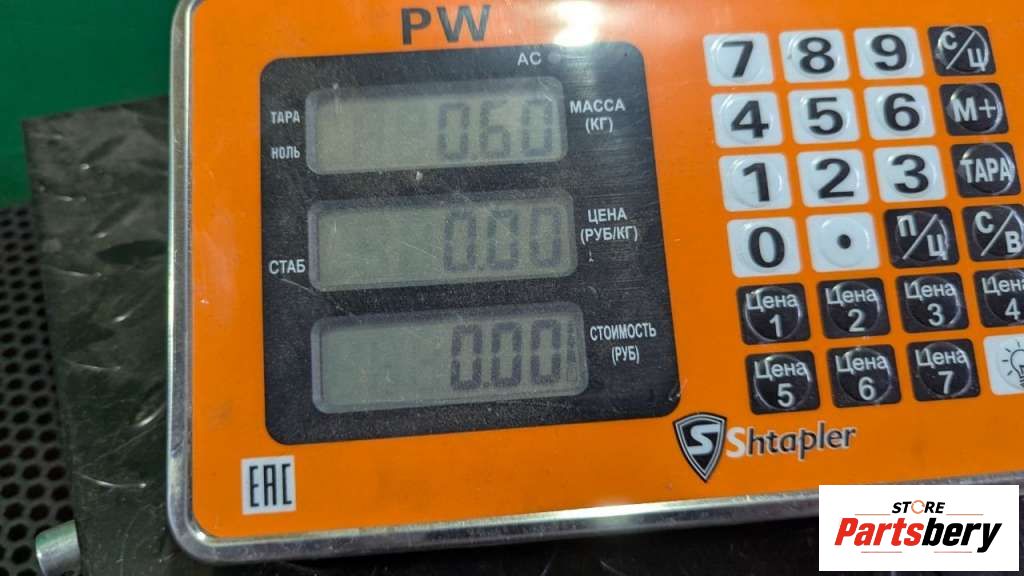 PW
AC
ТАРА
НОЛЬ
0.60
МАССА
(КГ)
0.00
ЦЕНА
(РУБ/КГ)
СТАБ
0.00
СТОИМОСТЬ
(РУБ)
7 8 9 С/Ц
4 5 6 М+
1 2 3 ТАРА
0 . П/Ц С/В
Цена 1 Цена 2 Цена 3 Цена 4
Цена 5 Цена 6 Цена 7
S Shtapler
EAC
STORE
Partsbery